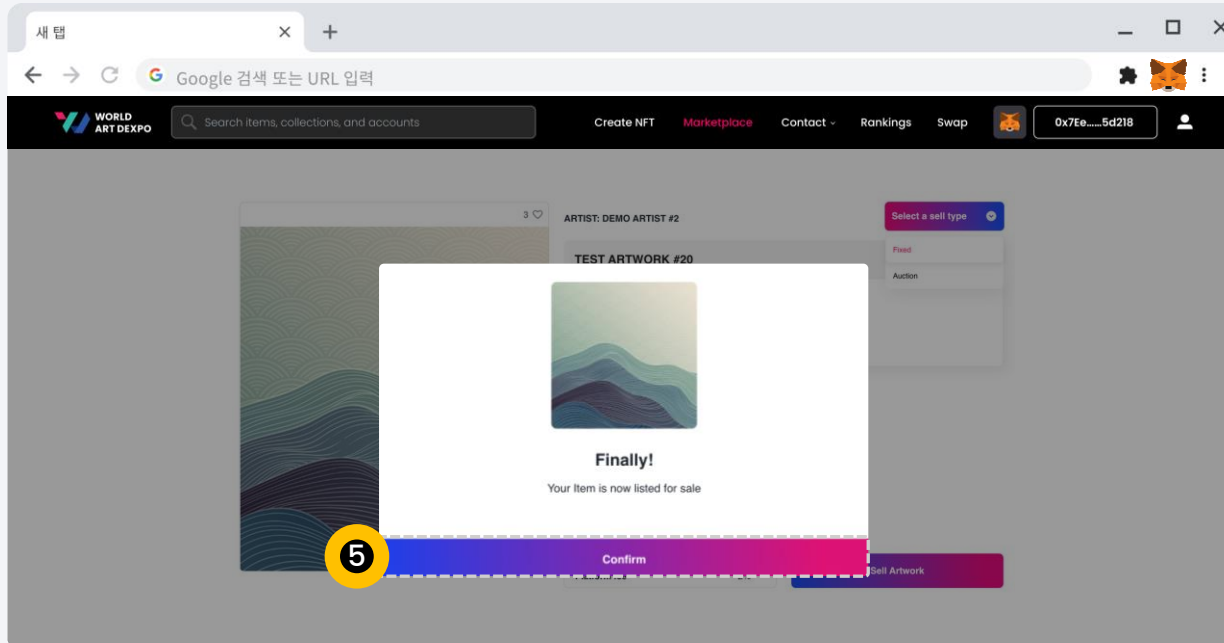 새 탭
Google 검색 또는 URL 입력
WORLD
ART DEXPO
Search items, collections, and accounts
Create NFT
Marketplace
Contact
Rankings
Swap
0x7Ee......5d218
3
ARTIST: DEMO ARTIST #2
Select a sell type
TEST ARTWORK #20
Fixed
Auction
Finally!
Your Item is now listed for sale
5
Confirm
Sell Artwork